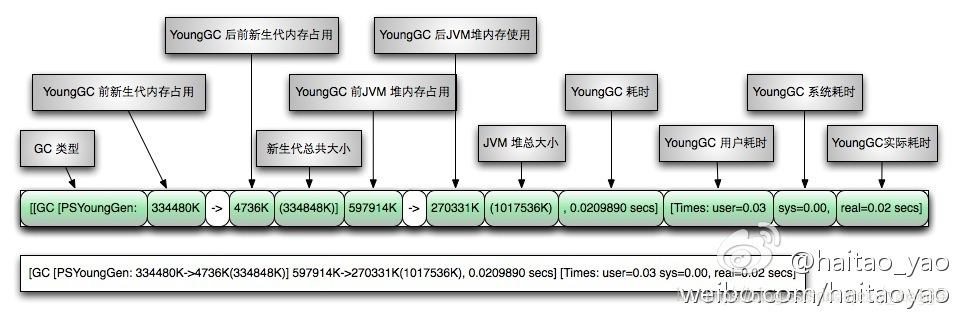 YoungGC 后前新生代内存占用
YoungGC 后JVM堆内存使用
YoungGC 前新生代内存占用
YoungGC 前JVM 堆内存占用
YoungGC 耗时
YoungGC 系统耗时
GC 类型
新生代总共大小
JVM 堆总大小
YoungGC 用户耗时
YoungGC实际耗时
[[GC [PSYoungGen: 334480K -> 4736K (334848K)] 597914K -> 270331K (1017536K) , 0.0209890 secs] [Times: user=0.03 sys=0.00, real=0.02 secs]
[GC [PSYoungGen: 334480K->4736K(334848K)] 597914K->270331K(1017536K), 0.0209890 secs] [Times: user=0.03 sys=0.00, real=0.02 secs]
@haitao_yao
weibo.com/haitaoyao